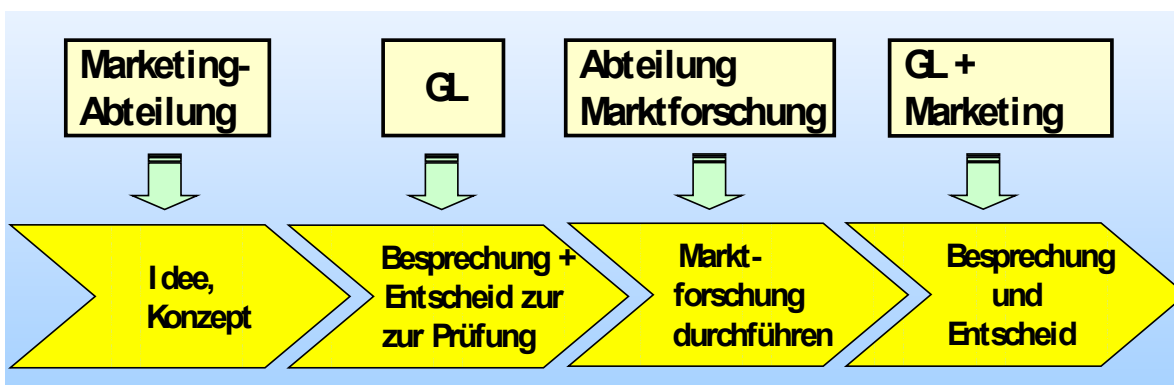 Marketing-
Abteilung
GL
Abteilung
Marktforschung
GL +
Marketing
Idee,
Konzept
Besprechung +
Entscheid zur
zur Prüfung
Markt-
forschung
durchführen
Besprechung
und
Entscheid